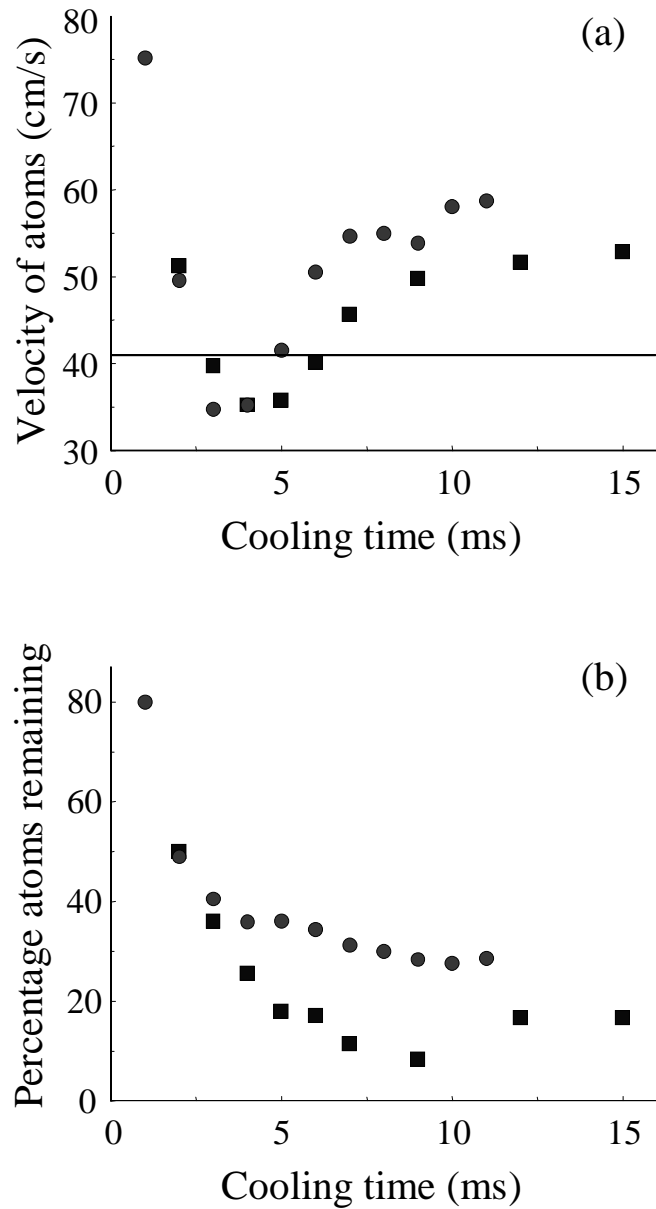 (a)
Velocity of atoms (cm/s)
80
70
60
50
40
30
0 5 10 15
Cooling time (ms)
(b)
Percentage atoms remaining
80
60
40
20
0
0 5 10 15
Cooling time (ms)